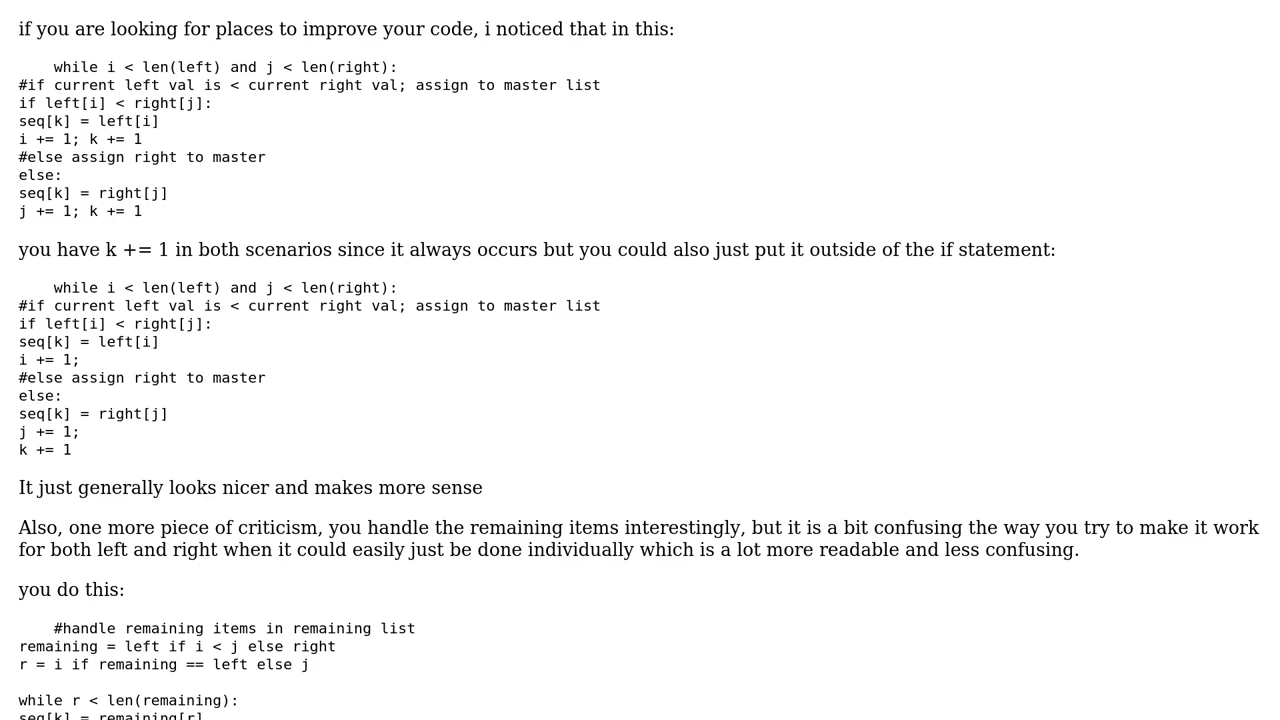 if you are looking for places to improve your code, i noticed that in this:
while i < len(left) and j < len(right):
#if current left val is < current right val; assign to master list
if left[i] < right[j]:
seq[k] = left[i]
i += 1; k += 1
#else assign right to master
else:
seq[k] = right[j]
j += 1; k += 1
you have k += 1 in both scenarios since it always occurs but you could also just put it outside of the if statement:
while i < len(left) and j < len(right):
#if current left val is < current right val; assign to master list
if left[i] < right[j]:
seq[k] = left[i]
i += 1;
#else assign right to master
else:
seq[k] = right[j]
j += 1;
k += 1
It just generally looks nicer and makes more sense
Also, one more piece of criticism, you handle the remaining items interestingly, but it is a bit confusing the way you try to make it work
for both left and right when it could easily just be done individually which is a lot more readable and less confusing.
you do this:
#handle remaining items in remaining list
remaining = left if i < j else right
r = i if remaining == left else j
while r < len(remaining):
seq[k] = remaining[r]